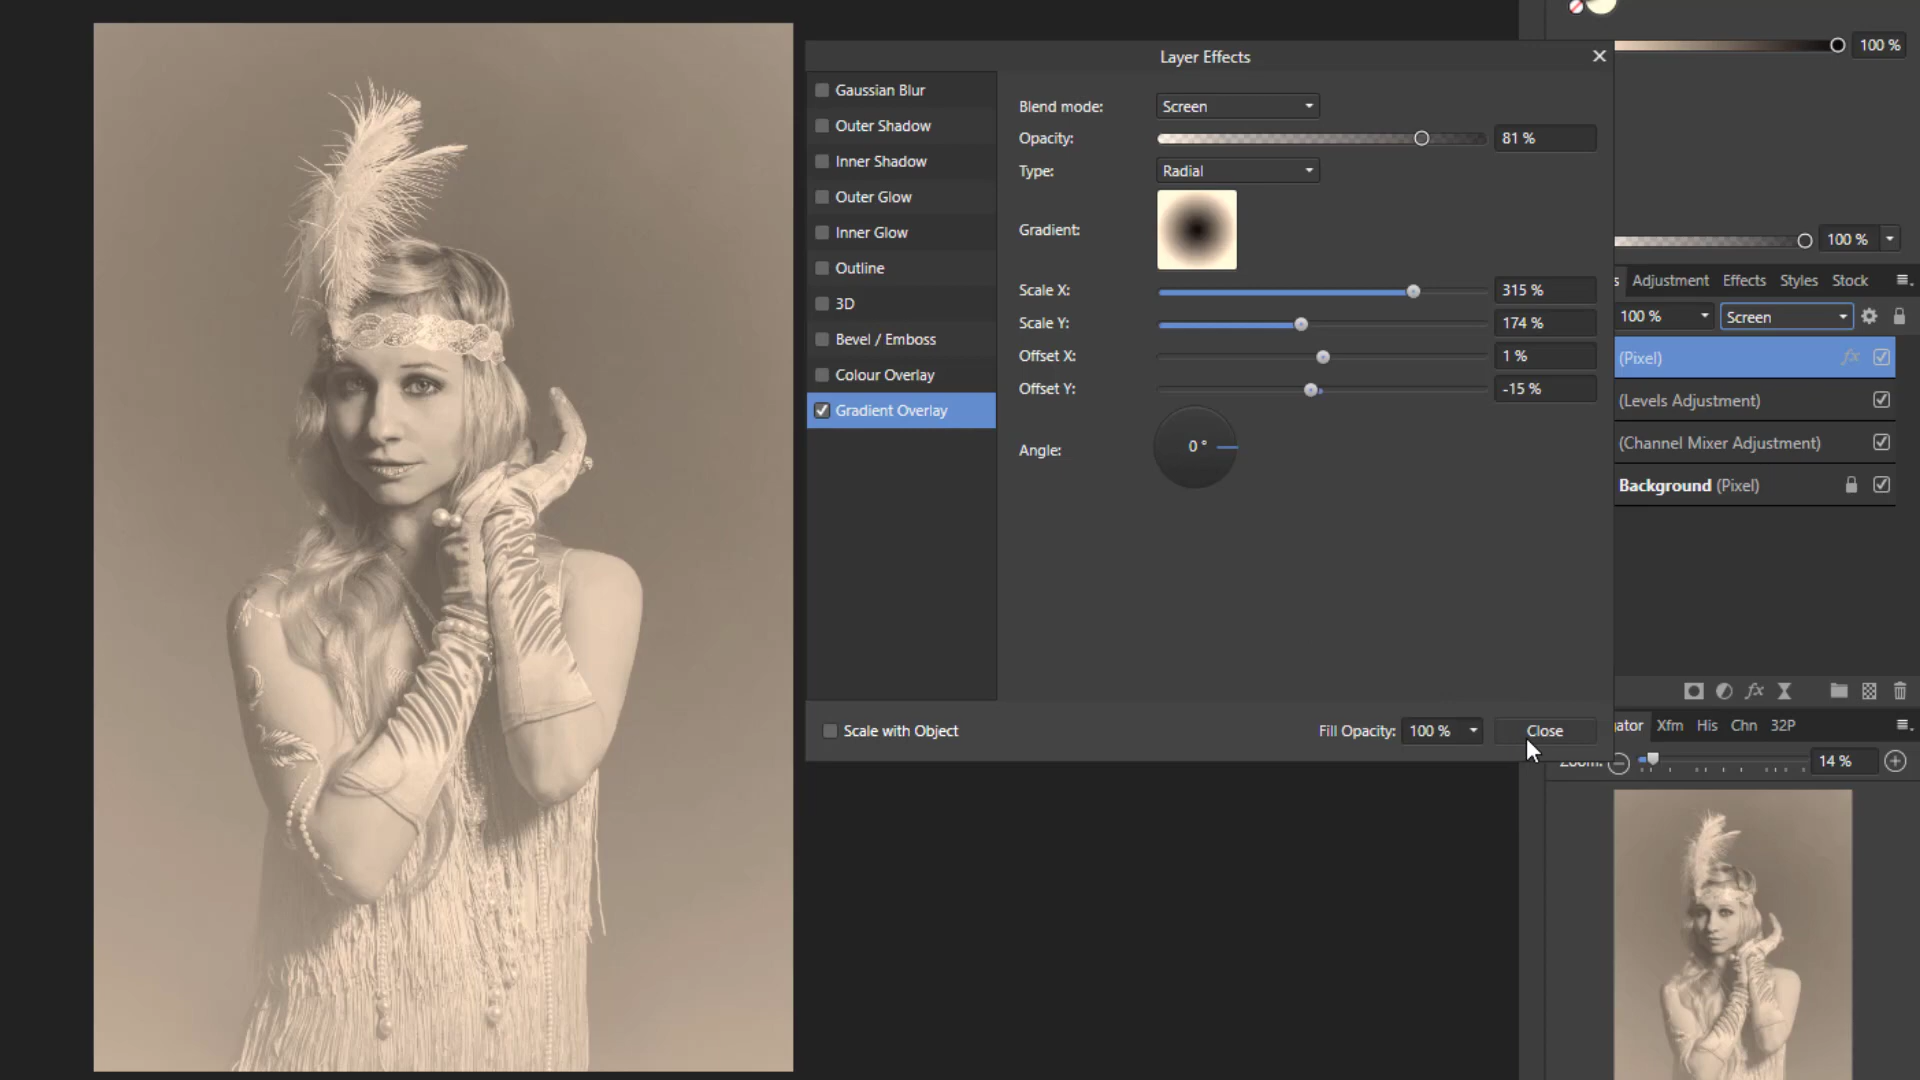 100 %
Layer Effects
Gaussian Blur
Outer Shadow
Inner Shadow
Outer Glow
Inner Glow
Outline
3D
Bevel / Emboss
Colour Overlay
Gradient Overlay
Blend mode: Screen
Opacity: 81 %
Type: Radial
Gradient:
Scale X: 315 %
Scale Y: 174 %
Offset X: 1 %
Offset Y: -15 %
Angle: 0 °
Scale with Object
Fill Opacity: 100 % Close
100 %
s Adjustment Effects Styles Stock
100 % Screen
(Pixel) fx
(Levels Adjustment)
(Channel Mixer Adjustment)
Background (Pixel)
fx
ator Xfm His Chn 32P
Zoom: 14 %